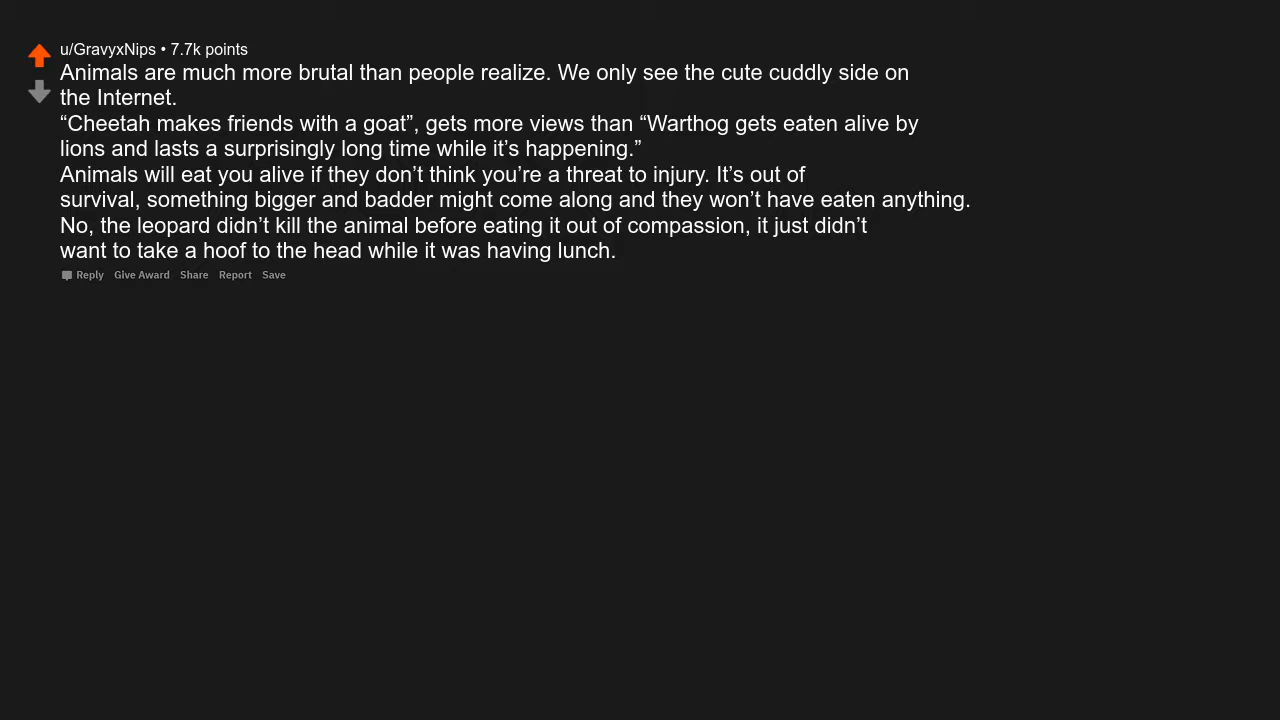 u/GravyxNips • 7.7k points
Animals are much more brutal than people realize. We only see the cute cuddly side on
the Internet.
“Cheetah makes friends with a goat”, gets more views than “Warthog gets eaten alive by
lions and lasts a surprisingly long time while it’s happening.”
Animals will eat you alive if they don’t think you’re a threat to injury. It’s out of
survival, something bigger and badder might come along and they won’t have eaten anything.
No, the leopard didn’t kill the animal before eating it out of compassion, it just didn’t
want to take a hoof to the head while it was having lunch.
Reply Give Award Share Report Save